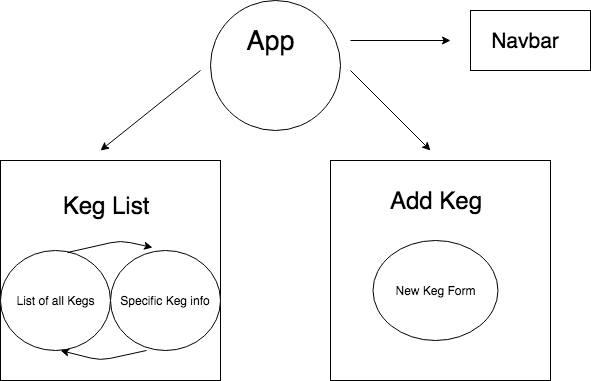 App
Navbar
Keg List
Add Keg
List of all Kegs
Specific Keg info
New Keg Form